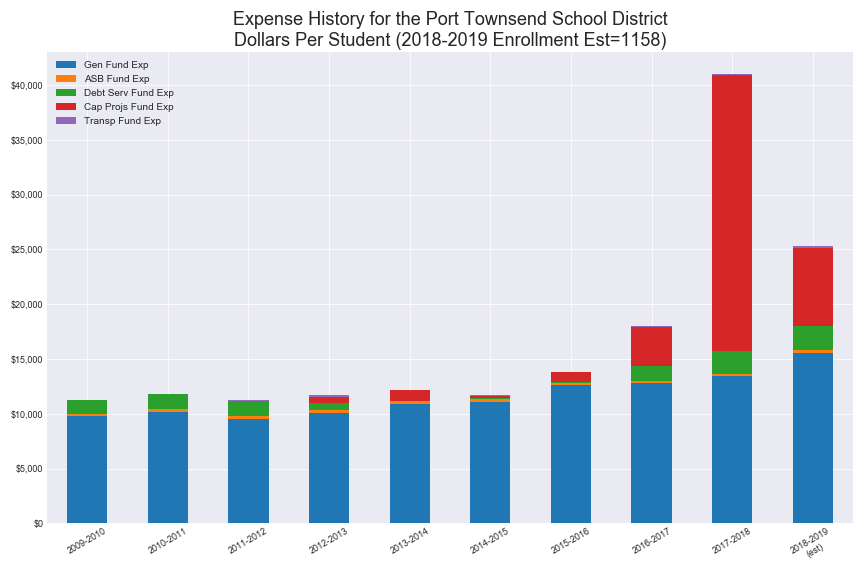 Expense History for the Port Townsend School District
Dollars Per Student (2018-2019 Enrollment Est=1158)
Gen Fund Exp
ASB Fund Exp
Debt Serv Fund Exp
Cap Projs Fund Exp
Transp Fund Exp
$40,000
$35,000
$30,000
$25,000
$20,000
$15,000
$10,000
$5,000
$0
2009-2010
2010-2011
2011-2012
2012-2013
2013-2014
2014-2015
2015-2016
2016-2017
2017-2018
2018-2019
(est)